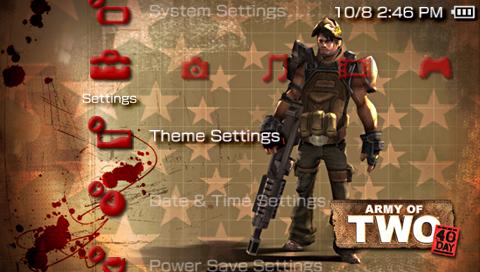 System Settings
10/8 2:46 PM
Settings
Theme Settings
Date & Time Settings
ARMY OF
TWO
40
DAY
Power Save Settings